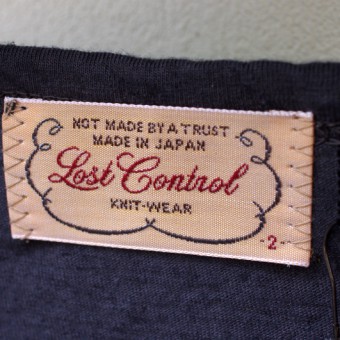 NOT MADE BY A TRUST
MADE IN JAPAN
Lost Control
KNIT-WEAR
-2-